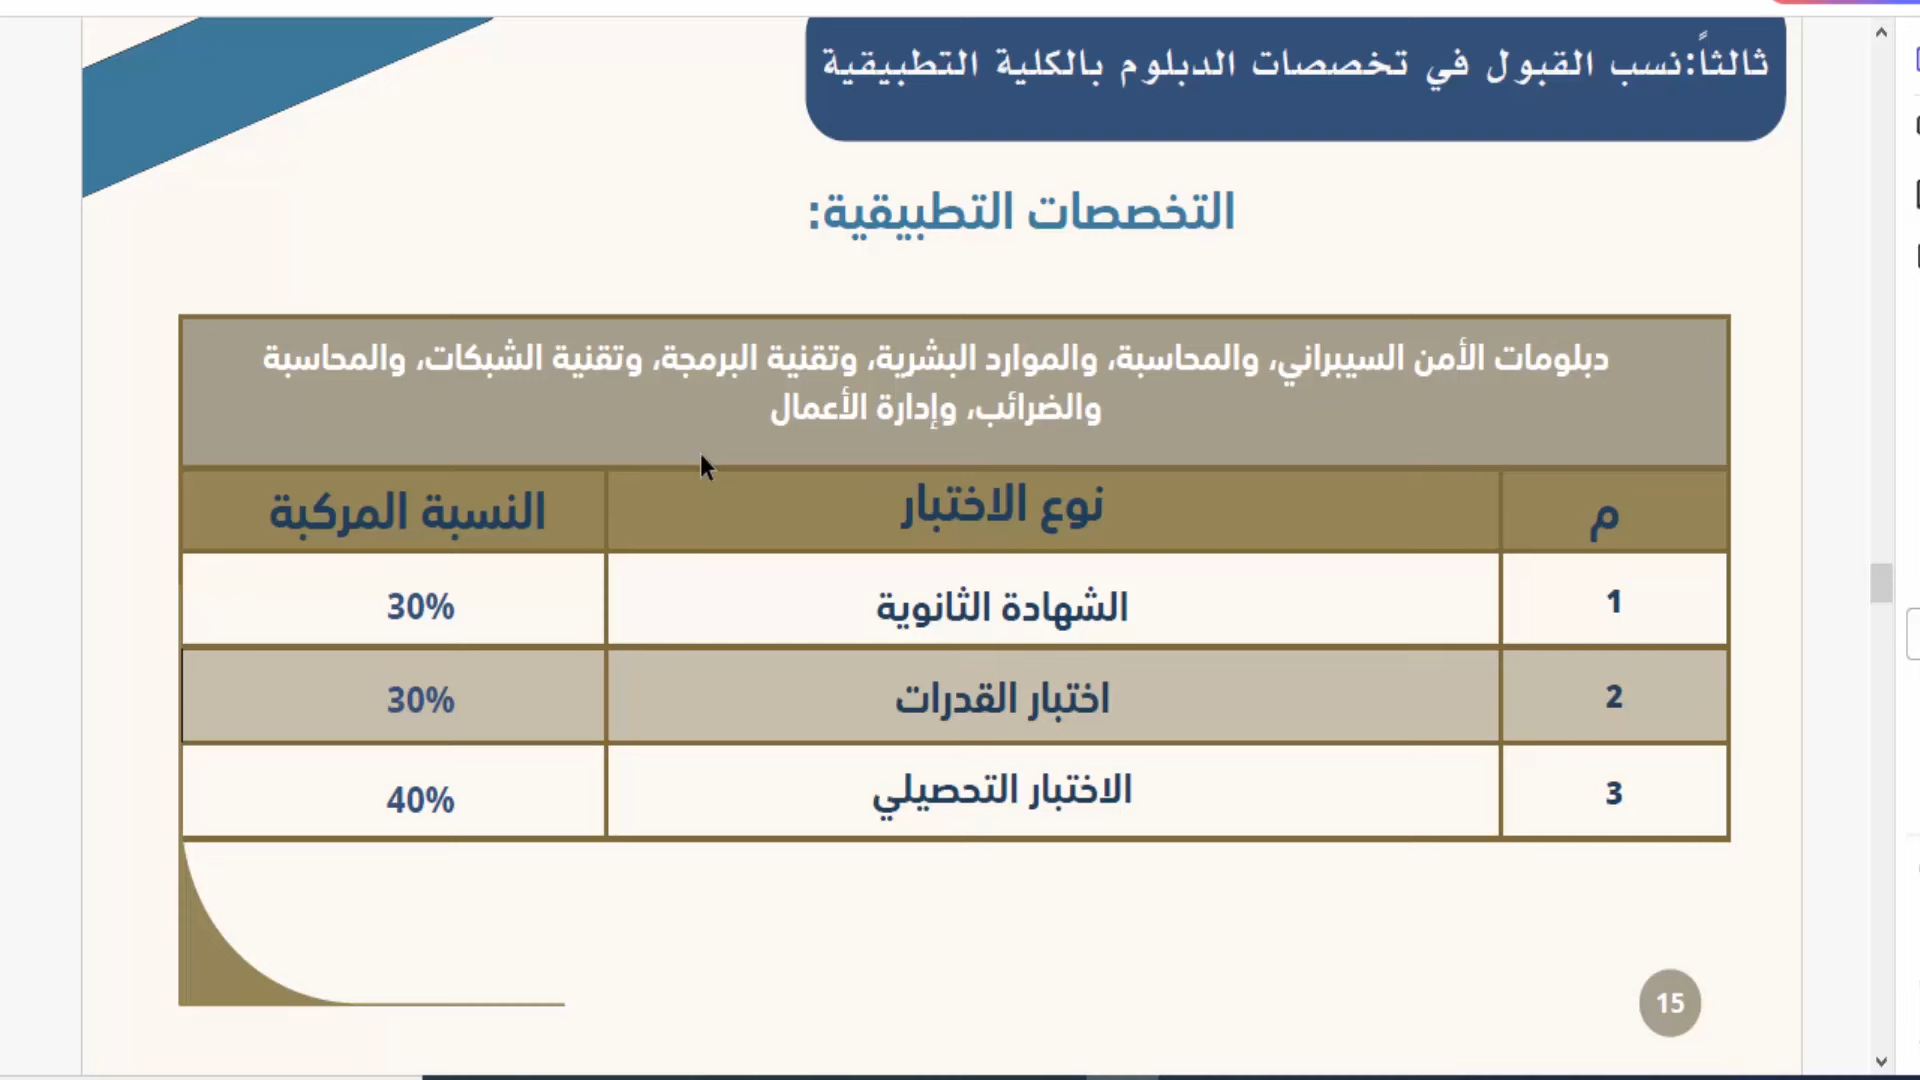 ثالثاً:نسب القبول في تخصصات الدبلوم بالكلية التطبيقية
التخصصات التطبيقية:
دبلومات الأمن السيبراني، والمحاسبة، والموارد البشرية، وتقنية البرمجة، وتقنية الشبكات، والمحاسبة
والضرائب، وإدارة الأعمال
م نوع الاختبار النسبة المركبة
1 الشهادة الثانوية 30%
2 اختبار القدرات 30%
3 الاختبار التحصيلي 40%
15